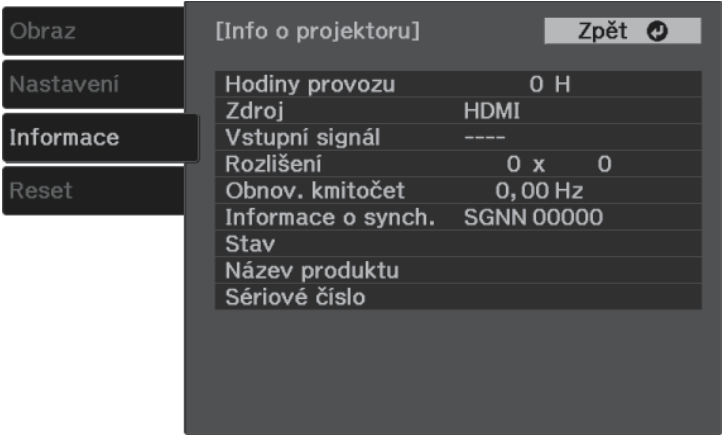 Obraz
Nastavení
Informace
Reset
[Info o projektoru]
Zpět
Hodiny provozu 0 H
Zdroj HDMI
Vstupní signál ----
Rozlišení 0 x 0
Obnov. kmitočet 0,00 Hz
Informace o synch. SGNN 00000
Stav
Název produktu
Sériové číslo